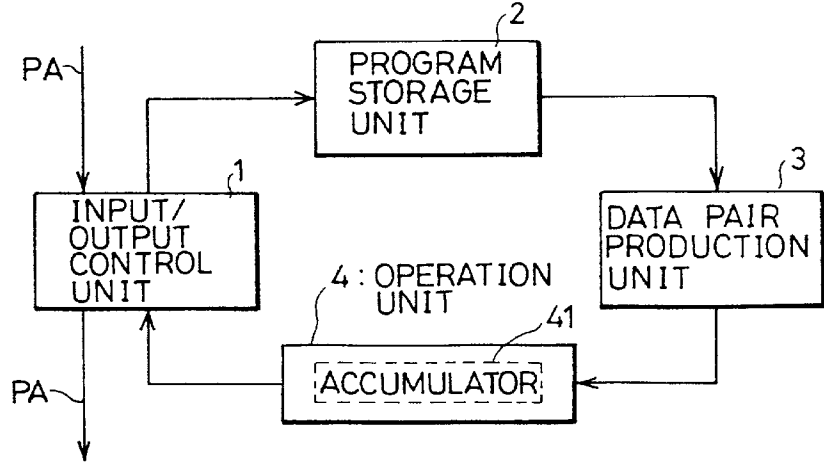 2
PA
PROGRAM
STORAGE
UNIT
1
3
INPUT/
OUTPUT
CONTROL
UNIT
DATA PAIR
PRODUCTION
UNIT
4 : OPERATION
UNIT
41
ACCUMULATOR
PA